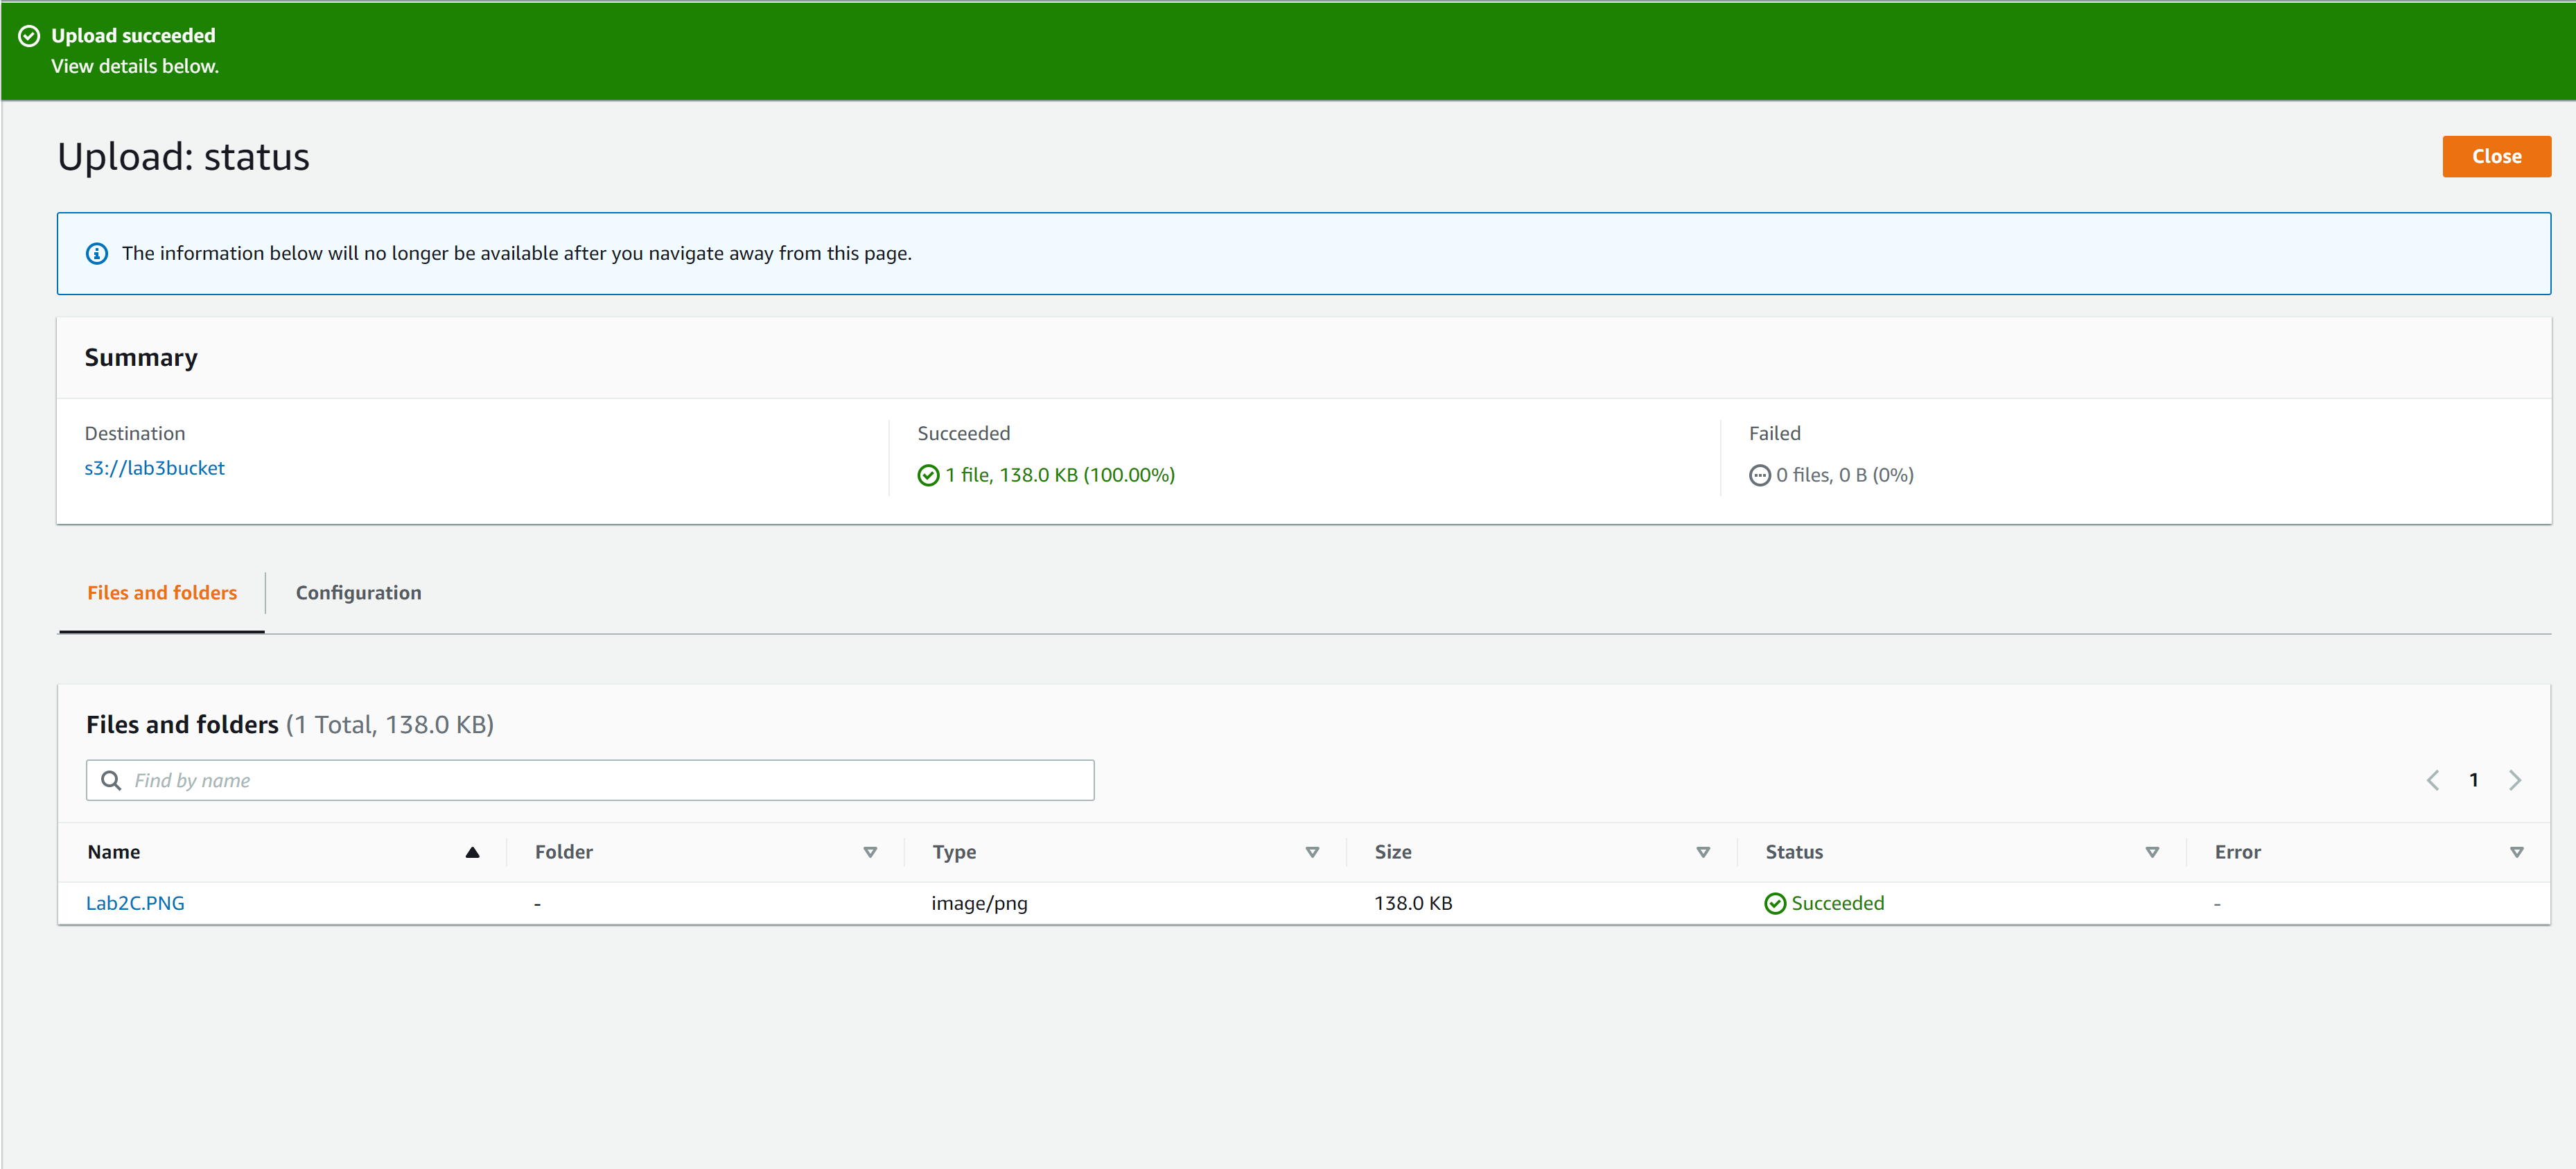 Upload succeeded
View details below.
Upload: status
Close
The information below will no longer be available after you navigate away from this page.
Summary
Destination
s3://lab3bucket
Succeeded
1 file, 138.0 KB (100.00%)
Failed
0 files, 0 B (0%)
Files and folders
Configuration
Files and folders (1 Total, 138.0 KB)
Find by name
1
Name Folder Type Size Status Error
Lab2C.PNG - image/png 138.0 KB Succeeded -